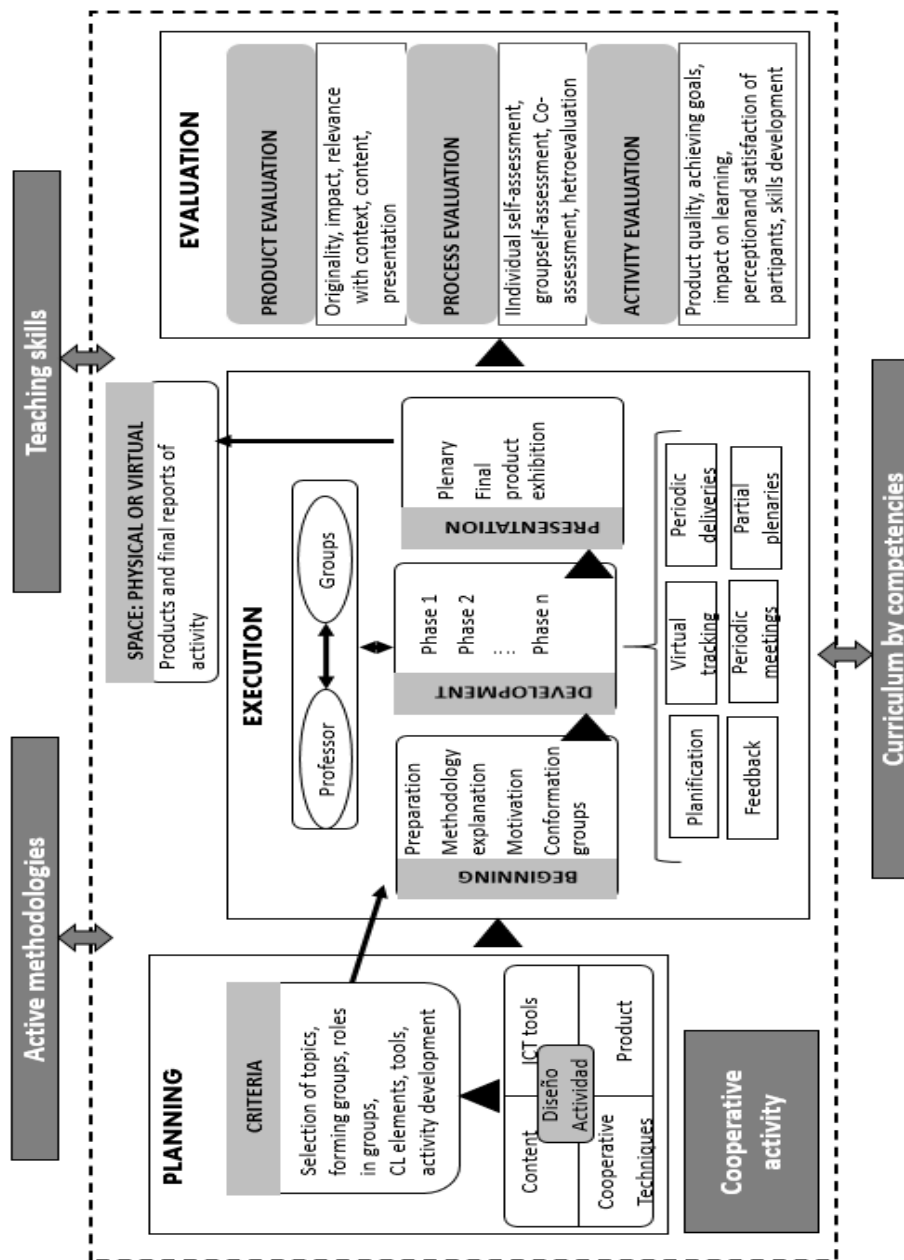 Active methodologies
Teaching skills
PLANNING
CRITERIA
Selection of topics,
forming groups, roles
in groups,
CL elements, tools,
activity development
Content
ICT tools
Diseño
Actividad
Cooperative
Techniques
Product
Cooperative
activity
EXECUTION
Professor
Groups
BEGINNING
Preparation
Methodology
explanation
Motivation
Conformation
groups
DEVELOPMENT
Phase 1
Phase 2
: :
Phase n
PRESENTATION
Plenary
Final
product
exhibition
Planification
Virtual
tracking
Periodic
deliveries
Feedback
Periodic
meetings
Partial
plenaries
SPACE: PHYSICAL OR VIRTUAL
Products and final reports of
activity
EVALUATION
PRODUCT EVALUATION
Originality, impact, relevance
with context, content,
presentation
PROCESS EVALUATION
IIndividual self-assessment,
groupself-assessment, Co-
assessment, hetroevaluation
ACTIVITY EVALUATION
Product quality, achieving goals,
impact on learning,
perceptionand satisfaction of
partipants, skills development
Curriculum by competencies